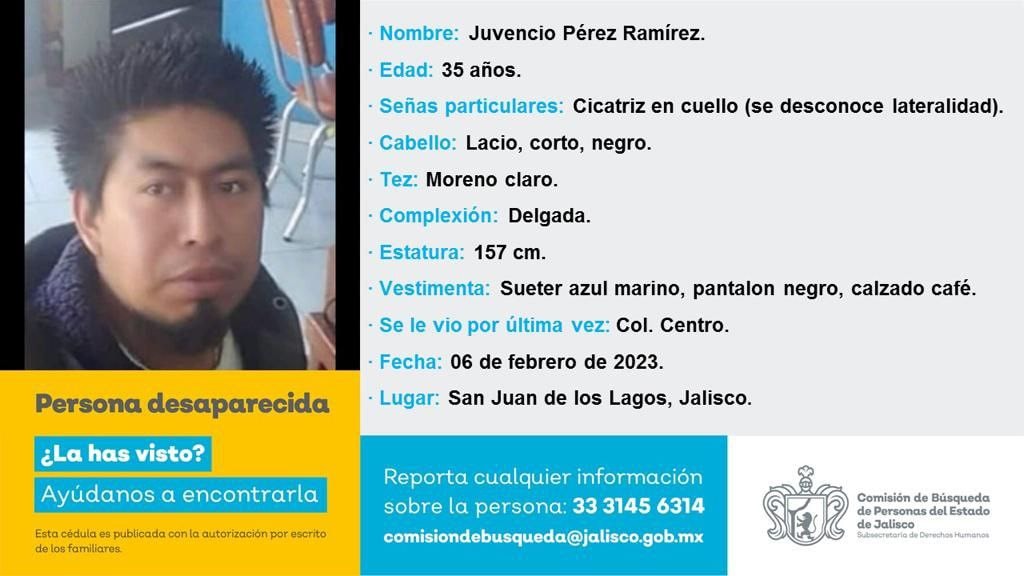 · Nombre: Juvencio Pérez Ramírez.
· Edad: 35 años.
· Señas particulares: Cicatriz en cuello (se desconoce lateralidad).
· Cabello: Lacio, corto, negro.
· Tez: Moreno claro.
· Complexión: Delgada.
· Estatura: 157 cm.
· Vestimenta: Sueter azul marino, pantalon negro, calzado café.
· Se le vio por última vez: Col. Centro.
· Fecha: 06 de febrero de 2023.
· Lugar: San Juan de los Lagos, Jalisco.
Persona desaparecida
¿La has visto?
Ayúdanos a encontrarla
Esta cédula es publicada con la autorización por escrito
de los familiares.
Reporta cualquier información
sobre la persona: 33 3145 6314
comisiondebusqueda@jalisco.gob.mx
Comisión de Búsqueda
de Personas del Estado
de Jalisco
Subsecretaría de Derechos Humanos